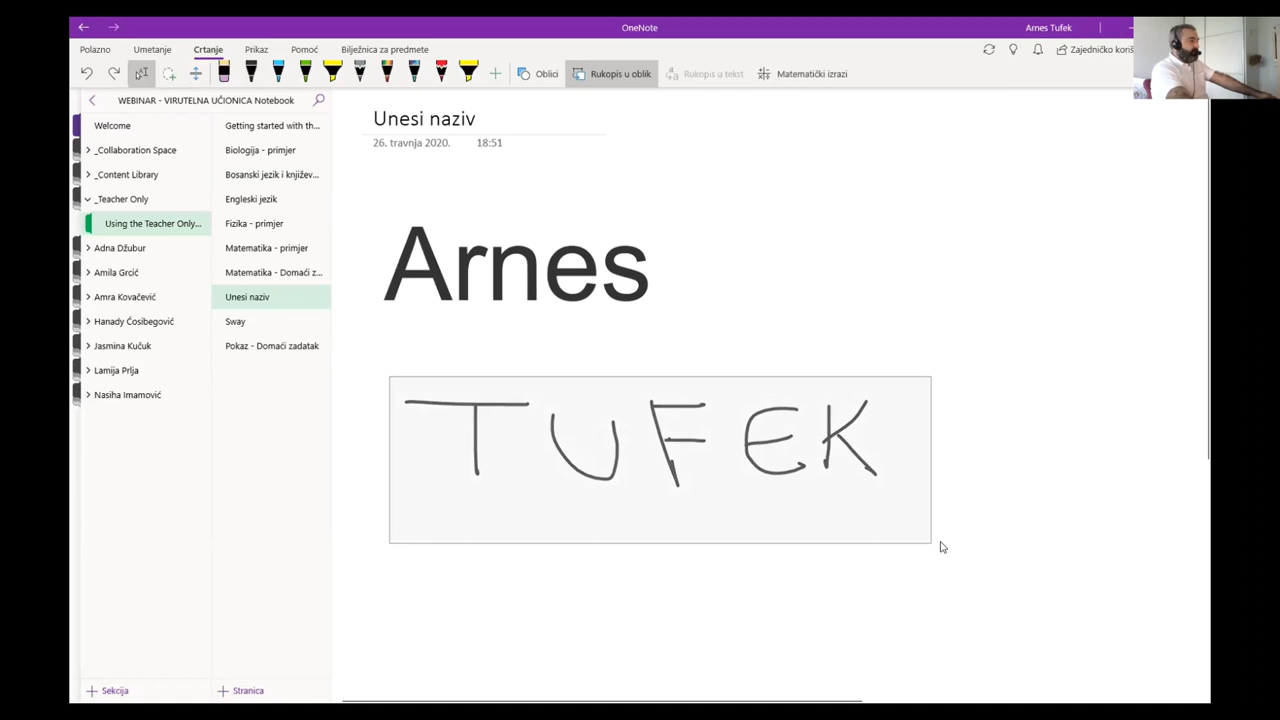 OneNote
Arnes Tufek
Polazno Umetanje Crtanje Prikaz Pomoć Bilježnica za predmete
Zajedničko koriš
Oblici Rukopis u oblik Rukopis u tekst Matematički izrazi
WEBINAR - VIRUTELNA UČIONICA Notebook
Welcome
_Collaboration Space
_Content Library
_Teacher Only
Using the Teacher Only...
Adna Džubur
Amila Grcić
Amra Kovačević
Hanady Ćosibegović
Jasmina Kučuk
Lamija Prlja
Nasiha Imamović
Sekcija
Getting started with th...
Biologija - primjer
Bosanski jezik i književ...
Engleski jezik
Fizika - primjer
Matematika - primjer
Matematika - Domaći z...
Unesi naziv
Sway
Pokaz - Domaći zadatak
Stranica
Unesi naziv
26. travnja 2020. 18:51
Arnes
TUFEK